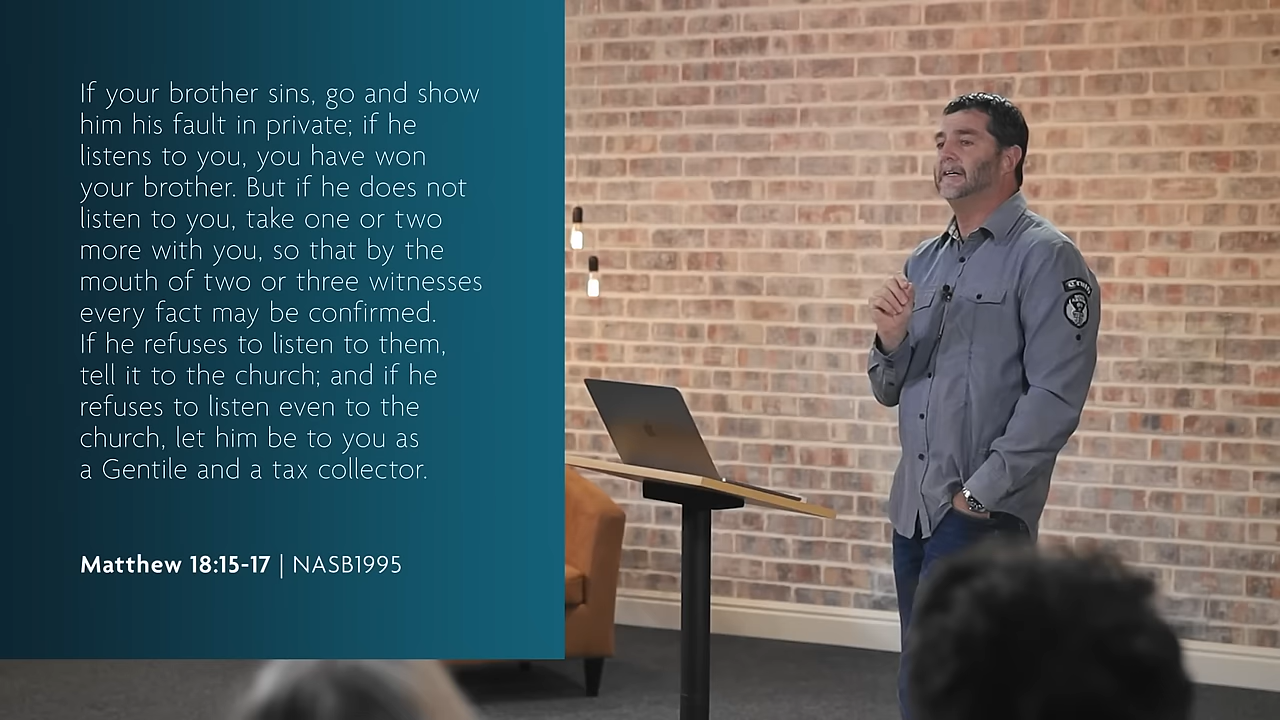 If your brother sins, go and show
him his fault in private; if he
listens to you, you have won
your brother. But if he does not
listen to you, take one or two
more with you, so that by the
mouth of two or three witnesses
every fact may be confirmed.
If he refuses to listen to them,
tell it to the church; and if he
refuses to listen even to the
church, let him be to you as
a Gentile and a tax collector.
Matthew 18:15-17 | NASB1995
Truth